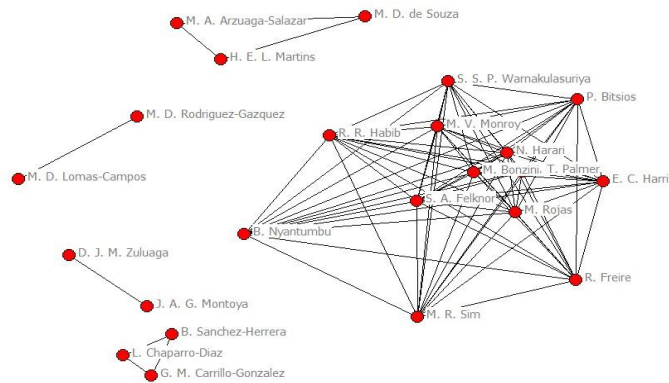 M. A. Arzuaga-Salazar
M. D. de Souza
H. E. L. Martins
S. S. P. Warnakulasuriya
P. Bitsios
M. D. Rodriguez-Gazquez
M. V. Monroy
R. R. Habib
N. Harari
M. Bonzini
T. Palmer
E. C. Harri
M. D. Lomas-Campos
S. A. Felknor
M. Rojas
B. Nyantumbu
D. J. M. Zuluaga
R. Freire
J. A. G. Montoya
M. R. Sim
B. Sanchez-Herrera
L. Chaparro-Diaz
G. M. Carrillo-Gonzalez